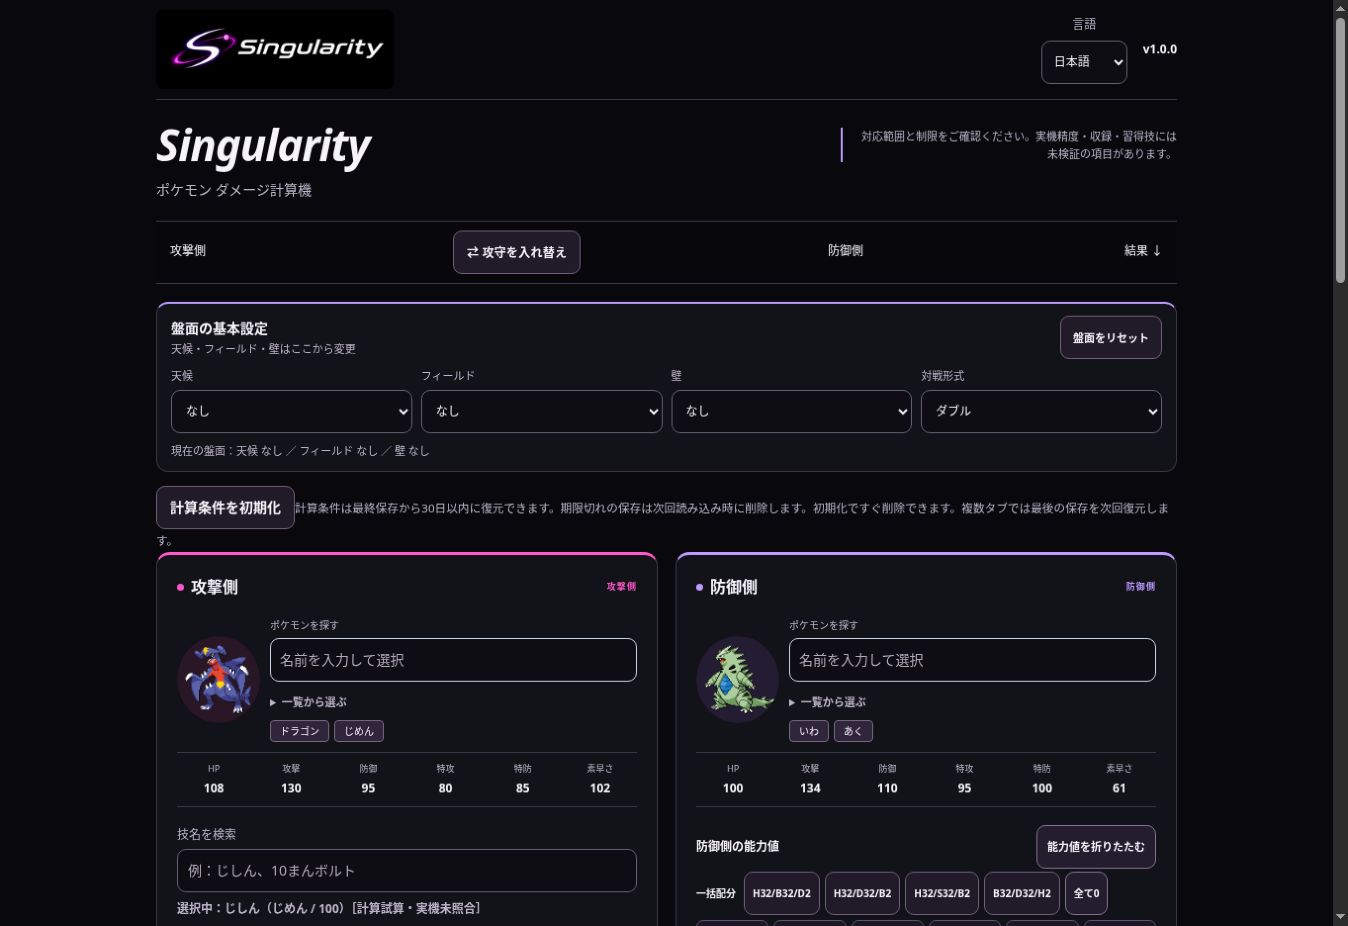 Singularity
言語
日本語
v1.0.0
Singularity
ポケモン ダメージ計算機
対応範囲と制限をご確認ください。実機精度・収録・習得技には
未検証の項目があります。
攻撃側
⇄ 攻守を入れ替え
防御側
結果 ↓
盤面の基本設定
天候・フィールド・壁はここから変更
盤面をリセット
天候
フィールド
壁
対戦形式
なし
なし
なし
ダブル
現在の盤面：天候 なし ／ フィールド なし ／ 壁 なし
計算条件を初期化
計算条件は最終保存から30日以内に復元できます。期限切れの保存は次回読み込み時に削除します。初期化ですぐ削除できます。複数タブでは最後の保存を次回復元しま
す。
攻撃側
攻撃側
ポケモンを探す
名前を入力して選択
▶ 一覧から選ぶ
ドラゴン
じめん
HP
攻撃
防御
特攻
特防
素早さ
108
130
95
80
85
102
技名を検索
例：じしん、10まんボルト
選択中：じしん（じめん / 100）［計算試算・実機未照合］
防御側
防御側
ポケモンを探す
名前を入力して選択
▶ 一覧から選ぶ
いわ
あく
HP
攻撃
防御
特攻
特防
素早さ
100
134
110
95
100
61
防御側の能力値
能力値を折りたたむ
一括配分
H32/B32/D2
H32/D32/B2
H32/S32/B2
B32/D32/H2
全て0